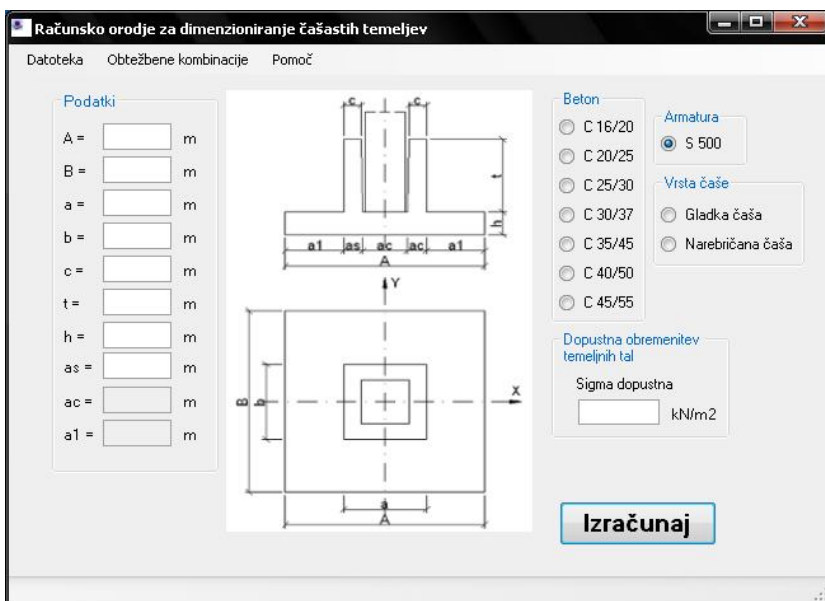 Računsko orodje za dimenzioniranje čašastih temeljev
Datoteka Obtežbene kombinacije Pomoč
Podatki
A = m
B = m
a = m
b = m
c = m
t = m
h = m
as = m
ac = m
a1 = m
c c
t
h
a1 as ac ac a1
A
Y
X
B b
a
A
Beton
C 16/20
C 20/25
C 25/30
C 30/37
C 35/45
C 40/50
C 45/55
Armatura
S 500
Vrsta čaše
Gladka čaša
Narebričana čaša
Dopustna obremenitev
temeljnih tal
Sigma dopustna
kN/m2
Izračunaj